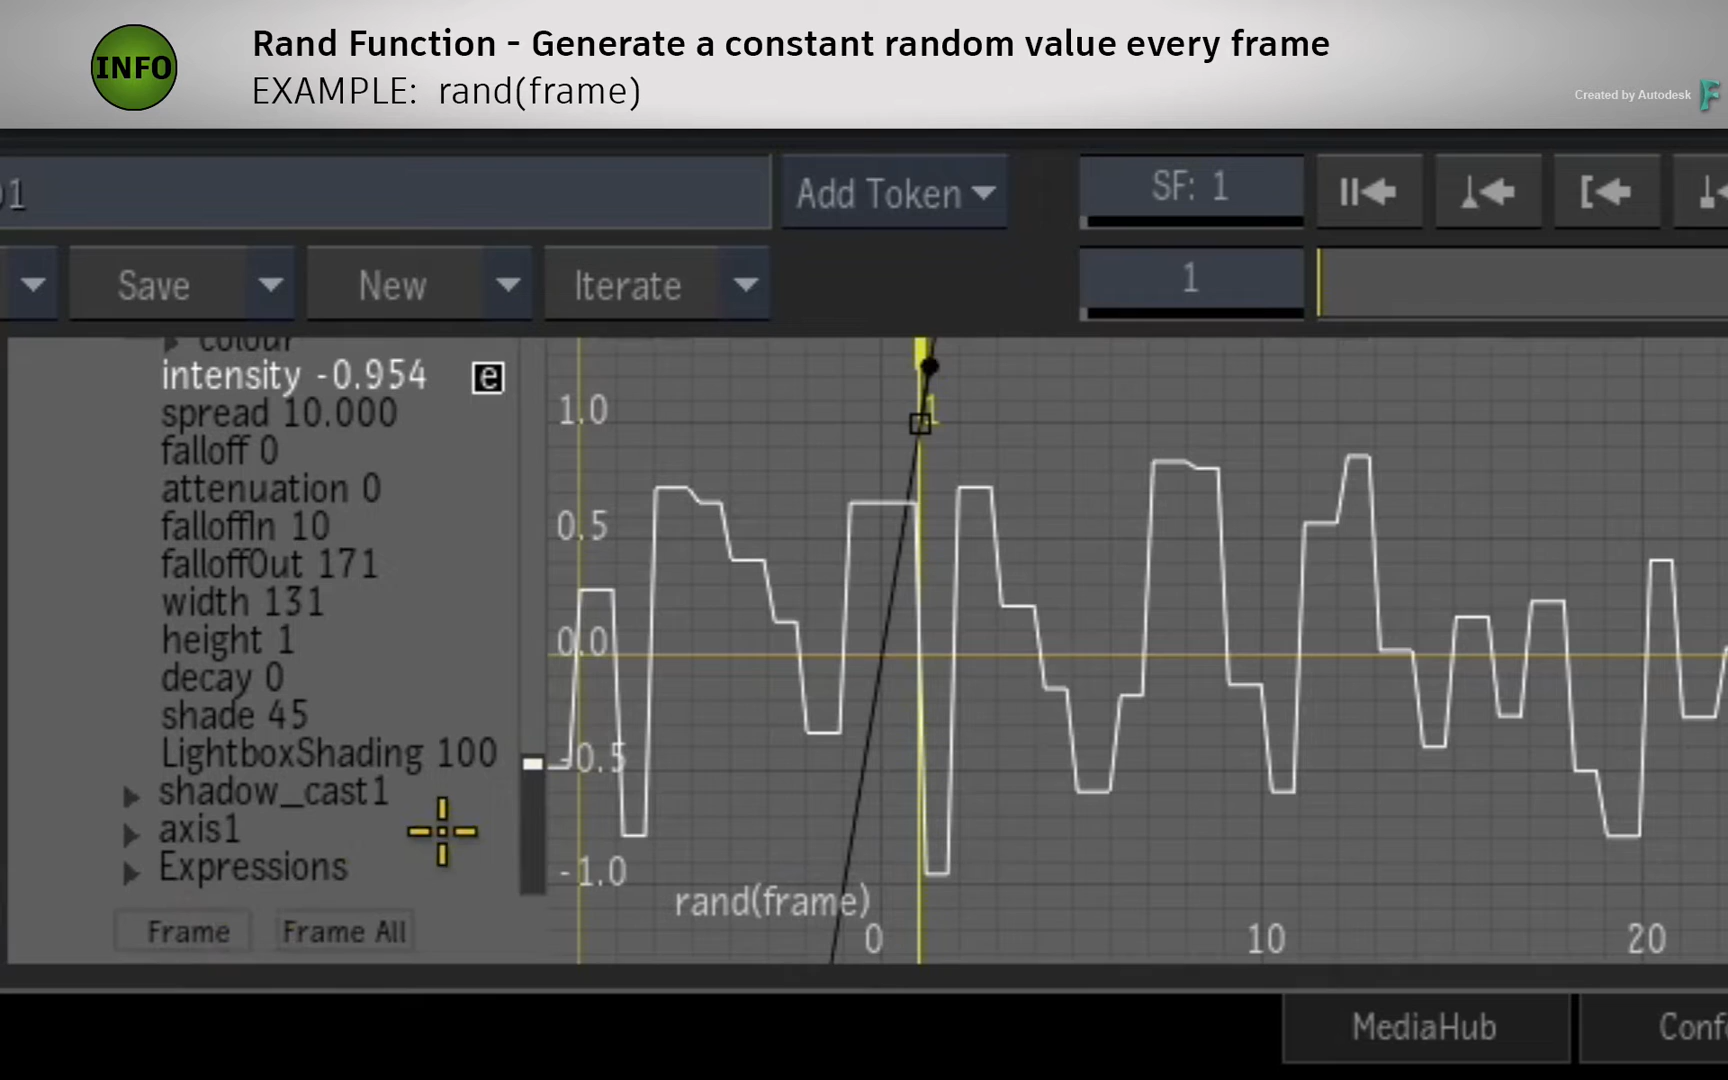 INFO
Rand Function - Generate a constant random value every frame
EXAMPLE: rand(frame)
Created by Autodesk
Add Token
SF: 1
Save
New
Iterate
1
colour
intensity -0.954
e
spread 10.000
falloff 0
attenuation 0
falloffIn 10
falloffOut 171
width 131
height 1
decay 0
shade 45
LightboxShading 100
shadow_cast1
axis1
Expressions
Frame
Frame All
1.0
0.5
0.0
-0.5
-1.0
1
rand(frame)
0
10
20
MediaHub